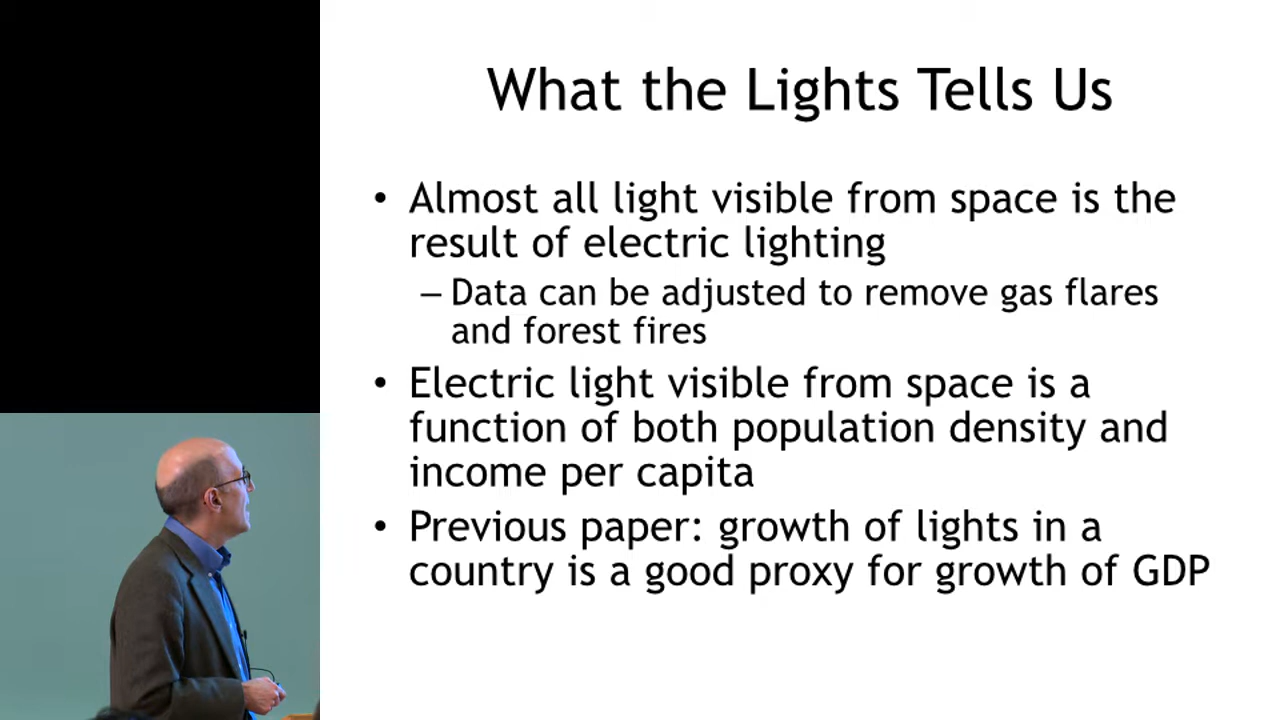 What the Lights Tells Us
• Almost all light visible from space is the
result of electric lighting
– Data can be adjusted to remove gas flares
and forest fires
• Electric light visible from space is a
function of both population density and
income per capita
• Previous paper: growth of lights in a
country is a good proxy for growth of GDP